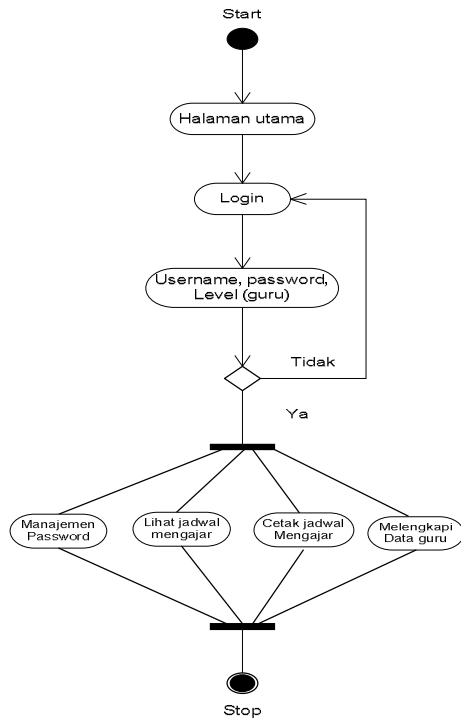 Start
Halaman utama
Login
Username, password,
Level (guru)
Tidak
Ya
Manajemen
Password
Lihat jadwal
mengajar
Cetak jadwal
Mengajar
Melengkapi
Data guru
Stop